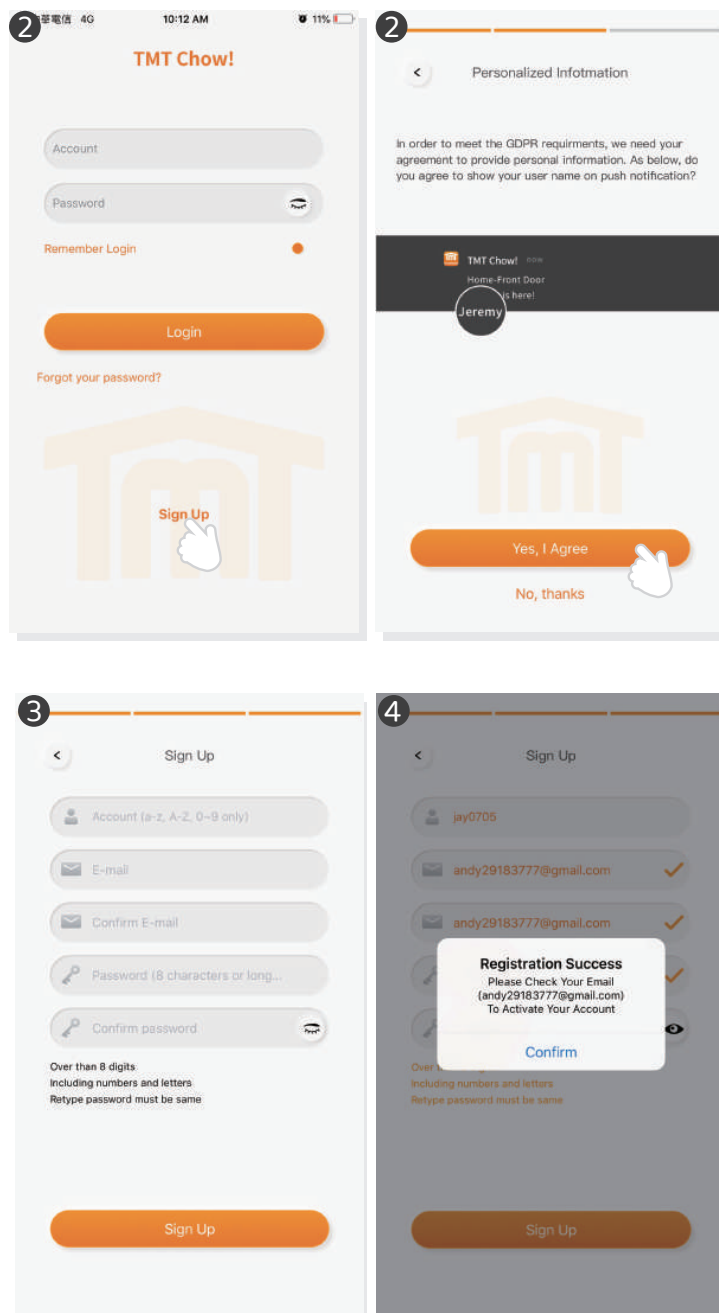 2
華電信 4G 10:12 AM 11%
TMT Chow!
Account
Password
Remember Login
Login
Forgot your password?
Sign Up
2
Personalized Infotmation
In order to meet the GDPR requirments, we need your
agreement to provide personal information. As below, do
you agree to show your user name on push notification?
TMT Chow! now
Home-Front Door
is here!
Jeremy
Yes, I Agree
No, thanks
3
Sign Up
Account (a-z, A-Z, 0~9 only)
E-mail
Confirm E-mail
Password (8 characters or long...
Confirm password
Over than 8 digits
Including numbers and letters
Retype password must be same
Sign Up
4
Sign Up
jay0705
andy29183777@gmail.com
andy29183777@gmail.com
Registration Success
Please Check Your Email
(andy29183777@gmail.com)
To Activate Your Account
Confirm
Over
Including numbers and letters
Retype password must be same
Sign Up